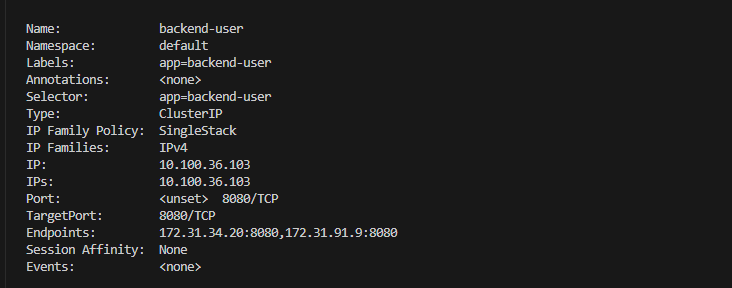 Name:              backend-user
Namespace:         default
Labels:            app=backend-user
Annotations:       <none>
Selector:          app=backend-user
Type:              ClusterIP
IP Family Policy:  SingleStack
IP Families:       IPv4
IP:                10.100.36.103
IPs:               10.100.36.103
Port:              <unset>  8080/TCP
TargetPort:        8080/TCP
Endpoints:         172.31.34.20:8080,172.31.91.9:8080
Session Affinity:  None
Events:            <none>